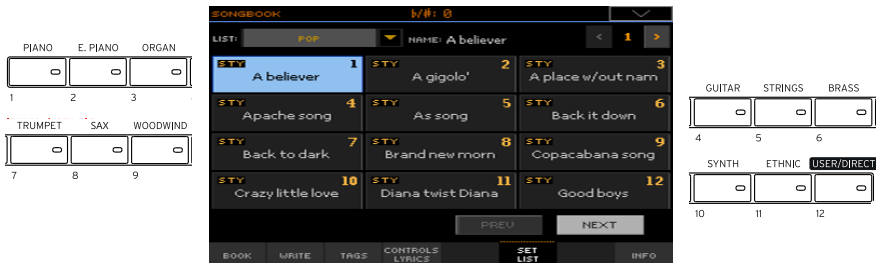 PIANO E. PIANO ORGAN
1 2 3
TRUMPET SAX WOODWIND
7 8 9
SONGBOOK b/#: 0
LIST: POP NAME: A believer < 1 >
STY 1 STY 2 STY 3
A believer A gigolo' A place w/out nam
STY 4 STY 5 STY 6
Apache song As song Back it down
STY 7 STY 8 STY 9
Back to dark Brand new morn Copacabana song
STY 10 STY 11 STY 12
Crazy little love Diana twist Diana Good boys
PREV NEXT
BOOK WRITE TAGS CONTROLS LYRICS SET LIST INFO
GUITAR STRINGS BRASS
4 5 6
SYNTH ETHNIC USER/DIRECT
10 11 12